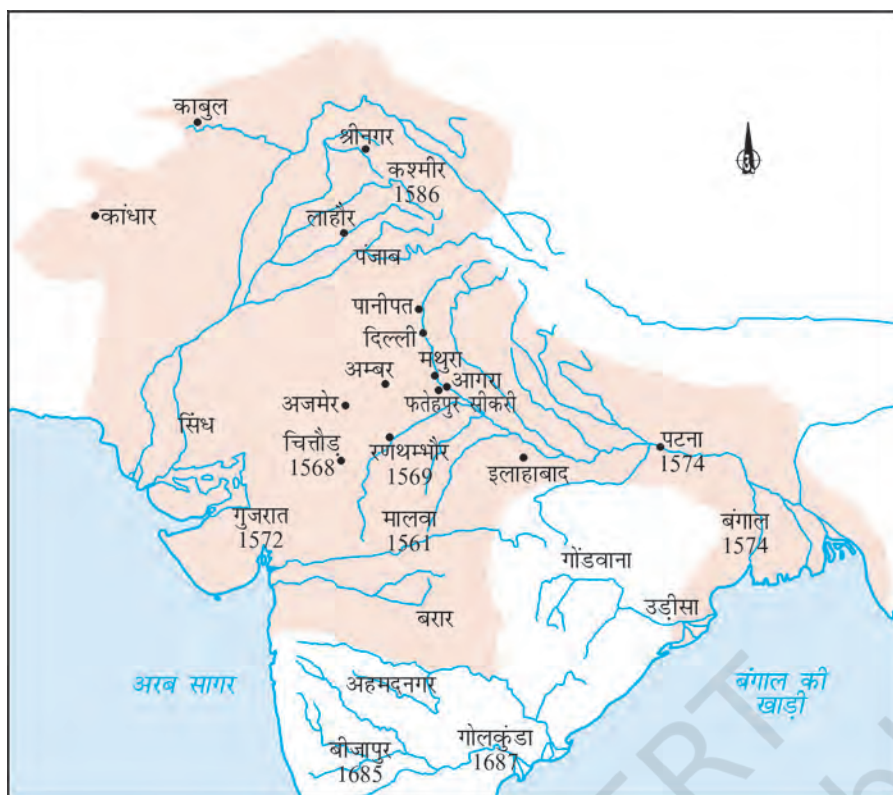 काबुल
श्रीनगर
कश्मीर
1586
कांधार
लाहौर
पंजाब
पानीपत
दिल्ली
मथुरा
अम्बर
आगरा
फतेहपुर सीकरी
अजमेर
सिंध
चित्तौड़
1568
रणथम्भौर
1569
इलाहाबाद
पटना
1574
गुजरात
1572
मालवा
1561
बंगाल
1574
गोंडवाना
उड़ीसा
बरार
अरब सागर
अहमदनगर
बंगाल की
खाड़ी
बीजापुर
1685
गोलकुंडा
1687